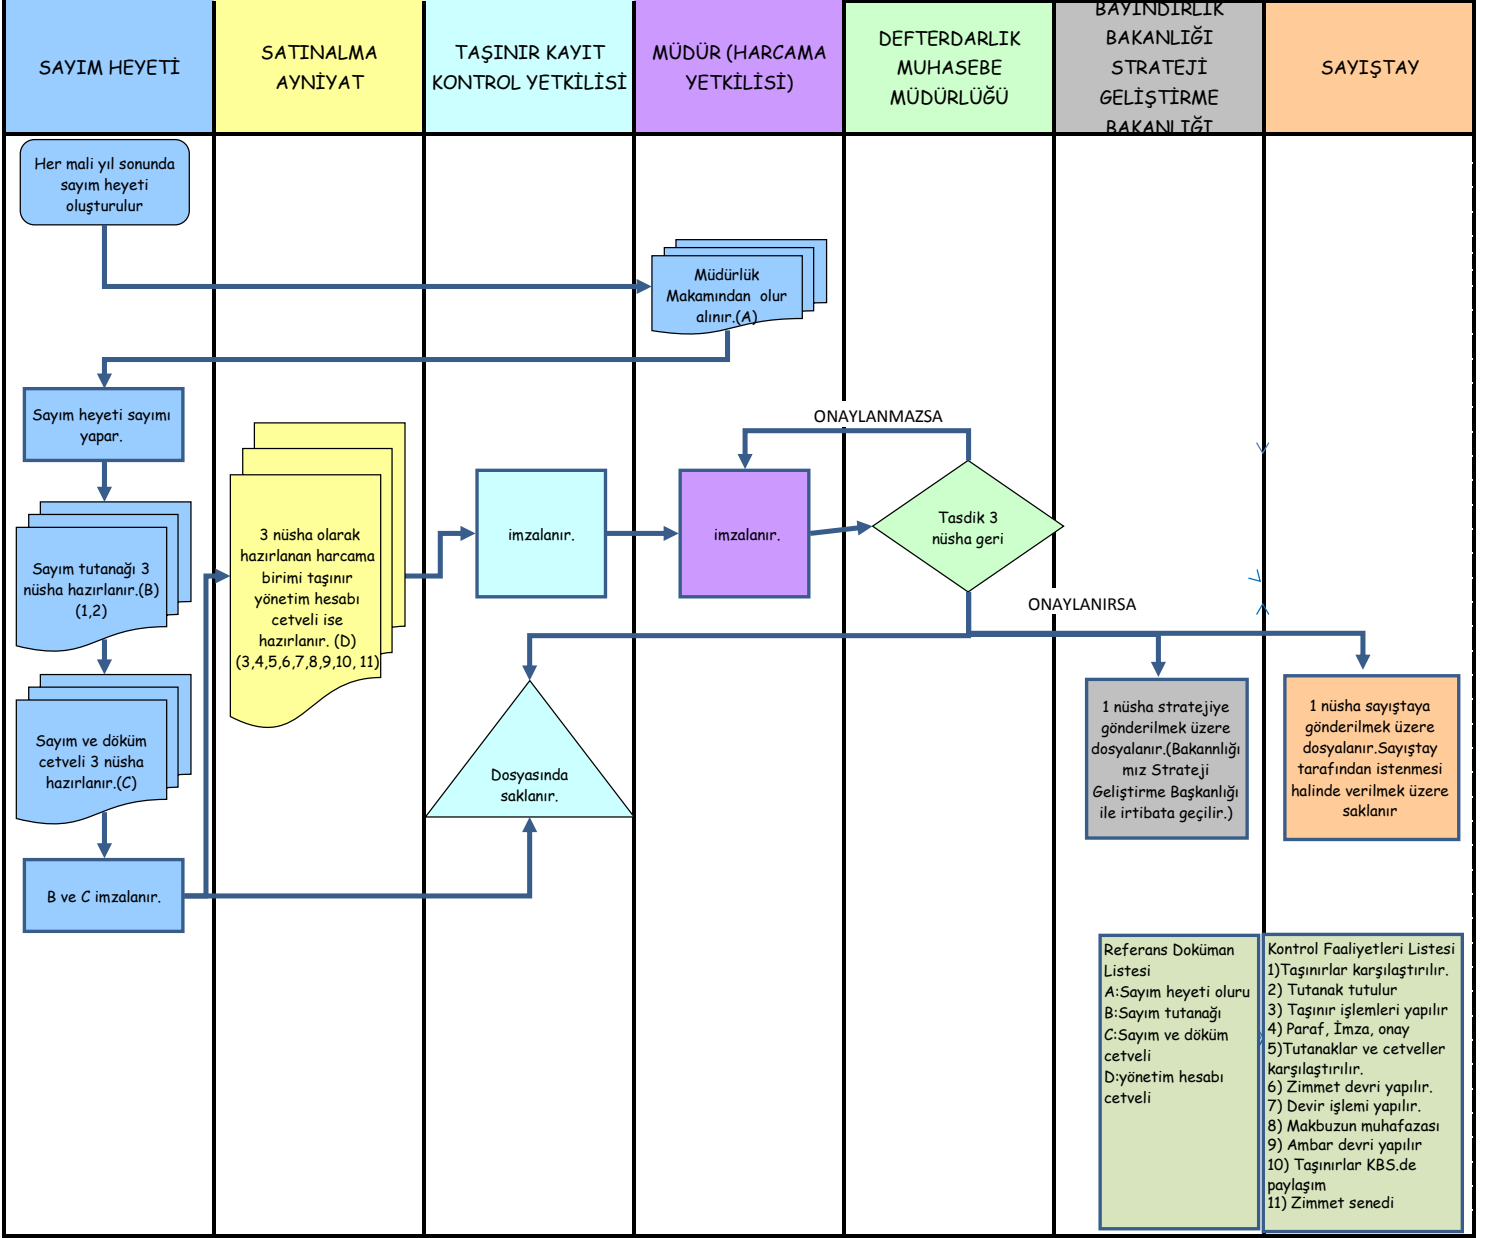 SAYIM HEYETİ
SATINALMA
AYNİYAT
TAŞINIR KAYIT
KONTROL YETKİLİSİ
MÜDÜR (HARCAMA
YETKİLİSİ)
DEFTERDARLIK
MUHASEBE
MÜDÜRLÜĞÜ
BAYINDIRLIK
BAKANLIĞI
STRATEJİ
GELİŞTİRME
BAKANLIĞI
SAYIŞTAY
Her mali yıl sonunda
sayım heyeti
oluşturulur
Müdürlük
Makamından olur
alınır.(A)
Sayım heyeti sayımı
yapar.
Sayım tutanağı 3
nüsha hazırlanır.(B)
(1,2)
Sayım ve döküm
cetveli 3 nüsha
hazırlanır.(C)
B ve C imzalanır.
3 nüsha olarak
hazırlanan harcama
birimi taşınır
yönetim hesabı
cetveli ise
hazırlanır. (D)
(3,4,5,6,7,8,9,10, 11)
imzalanır.
imzalanır.
ONAYLANMAZSA
Tasdik 3
nüsha geri
ONAYLANIRSA
Dosyasında
saklanır.
1 nüsha stratejiye
gönderilmek üzere
dosyalanır.(Bakannlığı
mız Strateji
Geliştirme Başkanlığı
ile irtibata geçilir.)
1 nüsha sayıştaya
gönderilmek üzere
dosyalanır.Sayıştay
tarafından istenmesi
halinde verilmek üzere
saklanır
Referans Doküman
Listesi
A:Sayım heyeti oluru
B:Sayım tutanağı
C:Sayım ve döküm
cetveli
D:yönetim hesabı
cetveli
Kontrol Faaliyetleri Listesi
1)Taşınırlar karşılaştırılır.
2) Tutanak tutulur
3) Taşınır işlemleri yapılır
4) Paraf, İmza, onay
5)Tutanaklar ve cetveller
karşılaştırılır.
6) Zimmet devri yapılır.
7) Devir işlemi yapılır.
8) Makbuzun muhafazası
9) Ambar devri yapılır
10) Taşınırlar KBS.de
paylaşım
11) Zimmet senedi